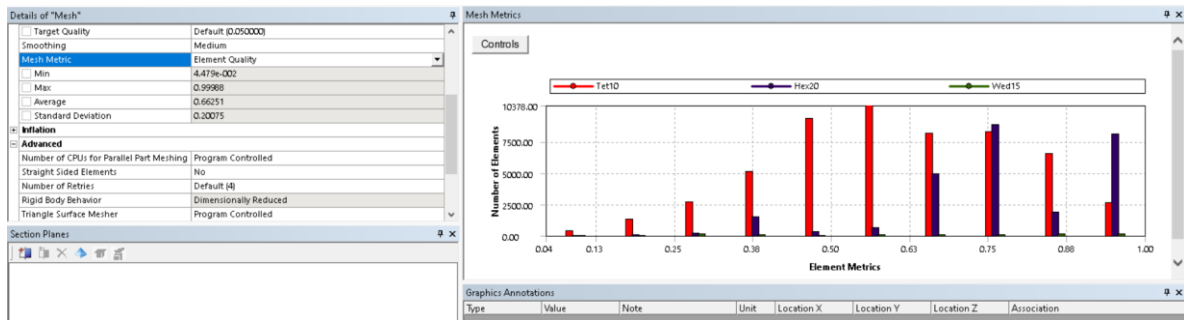 Details of "Mesh"
Target Quality Default (0.050000)
Smoothing Medium
Mesh Metric Element Quality
Min 4.479e-002
Max 0.99988
Average 0.66251
Standard Deviation 0.20075
Inflation
Advanced
Number of CPUs for Parallel Part Meshing Program Controlled
Straight Sided Elements No
Number of Retries Default (4)
Rigid Body Behavior Dimensionally Reduced
Triangle Surface Mesher Program Controlled
Section Planes
Mesh Metrics
Controls
Tet10 Hex20 Wed15
Number of Elements
10378.00
7500.00
5000.00
2500.00
0.00
0.04 0.13 0.25 0.38 0.50 0.63 0.75 0.88 1.00
Element Metrics
Graphics Annotations
Type Value Note Unit Location X Location Y Location Z Association